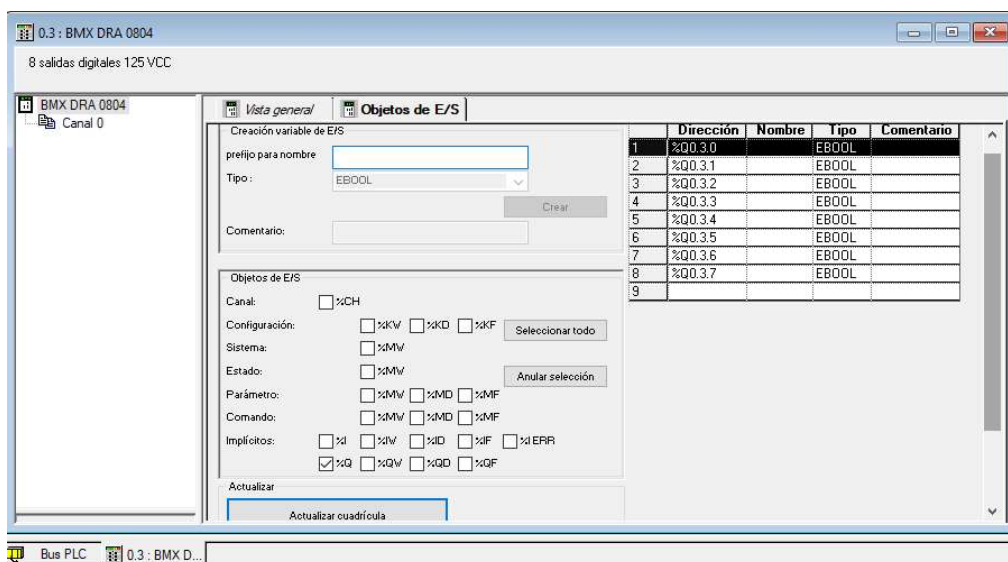 0.3 : BMX DRA 0804
8 salidas digitales 125 VCC
BMX DRA 0804
Canal 0
Vista general
Objetos de E/S
Creación variable de E/S
prefijo para nombre
Tipo :
EBOOL
Crear
Comentario:
Objetos de E/S
Canal: %CH
Configuración: %KW %KD %KF Seleccionar todo
Sistema: %MW
Estado: %MW Anular selección
Parámetro: %MW %MD %MF
Comando: %MW %MD %MF
Implícitos: %I %IW %ID %IF %I ERR
%Q %QW %QD %QF
Actualizar
Actualizar cuadrícula
Dirección Nombre Tipo Comentario
1 %Q0.3.0 EBOOL
2 %Q0.3.1 EBOOL
3 %Q0.3.2 EBOOL
4 %Q0.3.3 EBOOL
5 %Q0.3.4 EBOOL
6 %Q0.3.5 EBOOL
7 %Q0.3.6 EBOOL
8 %Q0.3.7 EBOOL
9
Bus PLC
0.3 : BMX D...